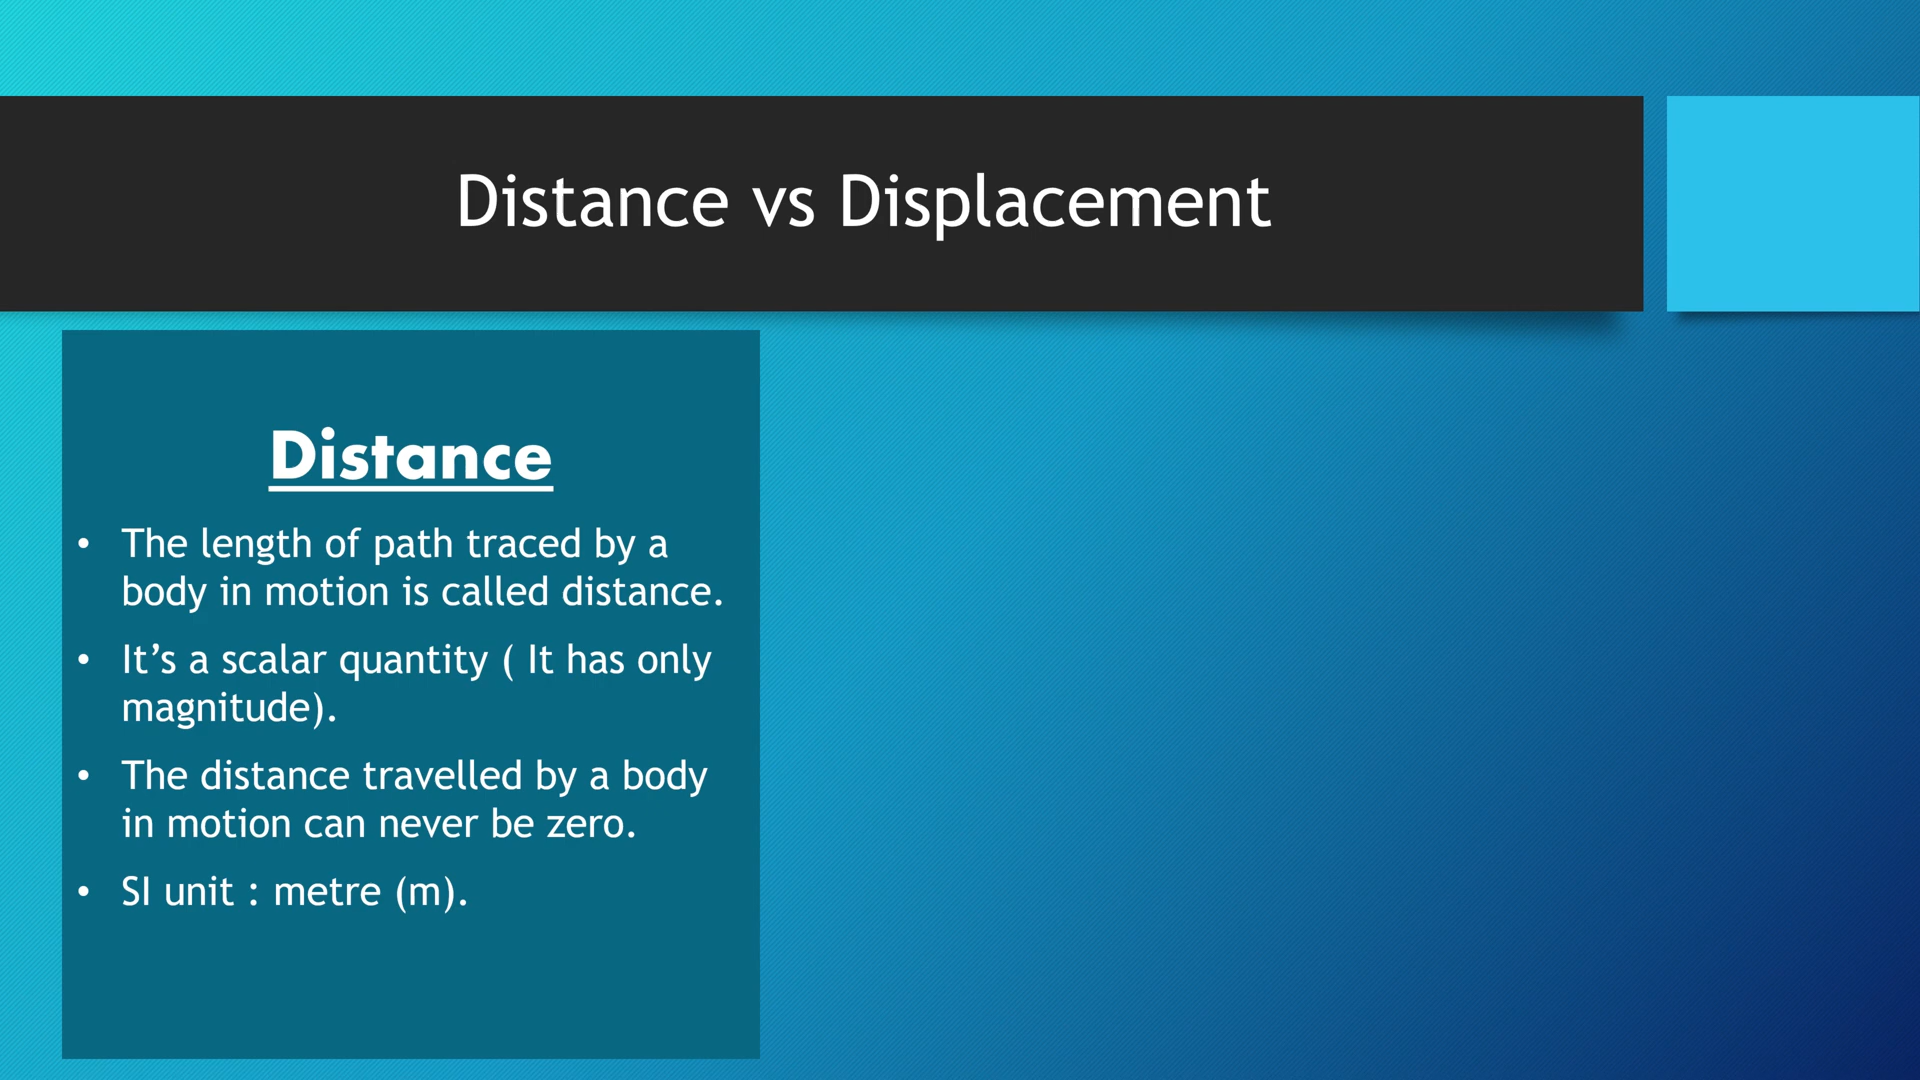 Distance vs Displacement
Distance
• The length of path traced by a
body in motion is called distance.
• It’s a scalar quantity ( It has only
magnitude).
• The distance travelled by a body
in motion can never be zero.
• SI unit : metre (m).